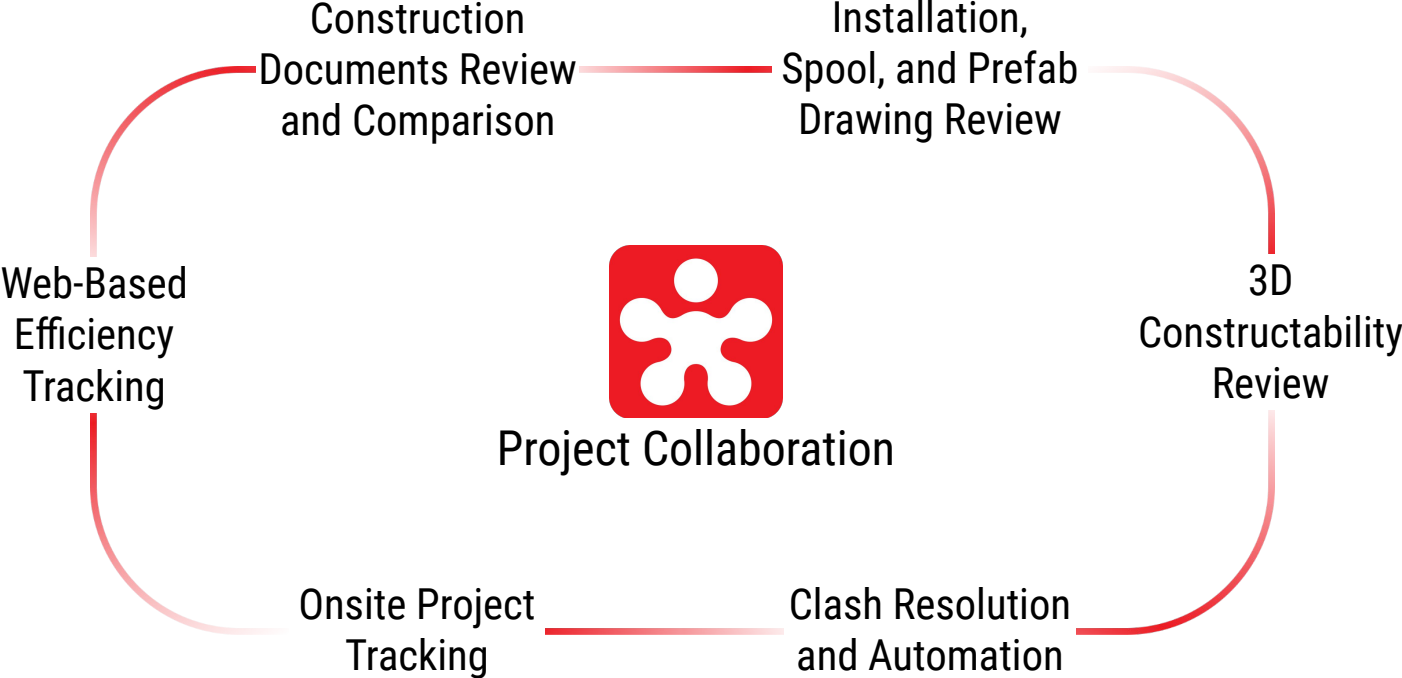 Construction
Documents Review
and Comparison
Installation,
Spool, and Prefab
Drawing Review
Web-Based
Efficiency
Tracking
3D
Constructability
Review
Project Collaboration
Onsite Project
Tracking
Clash Resolution
and Automation